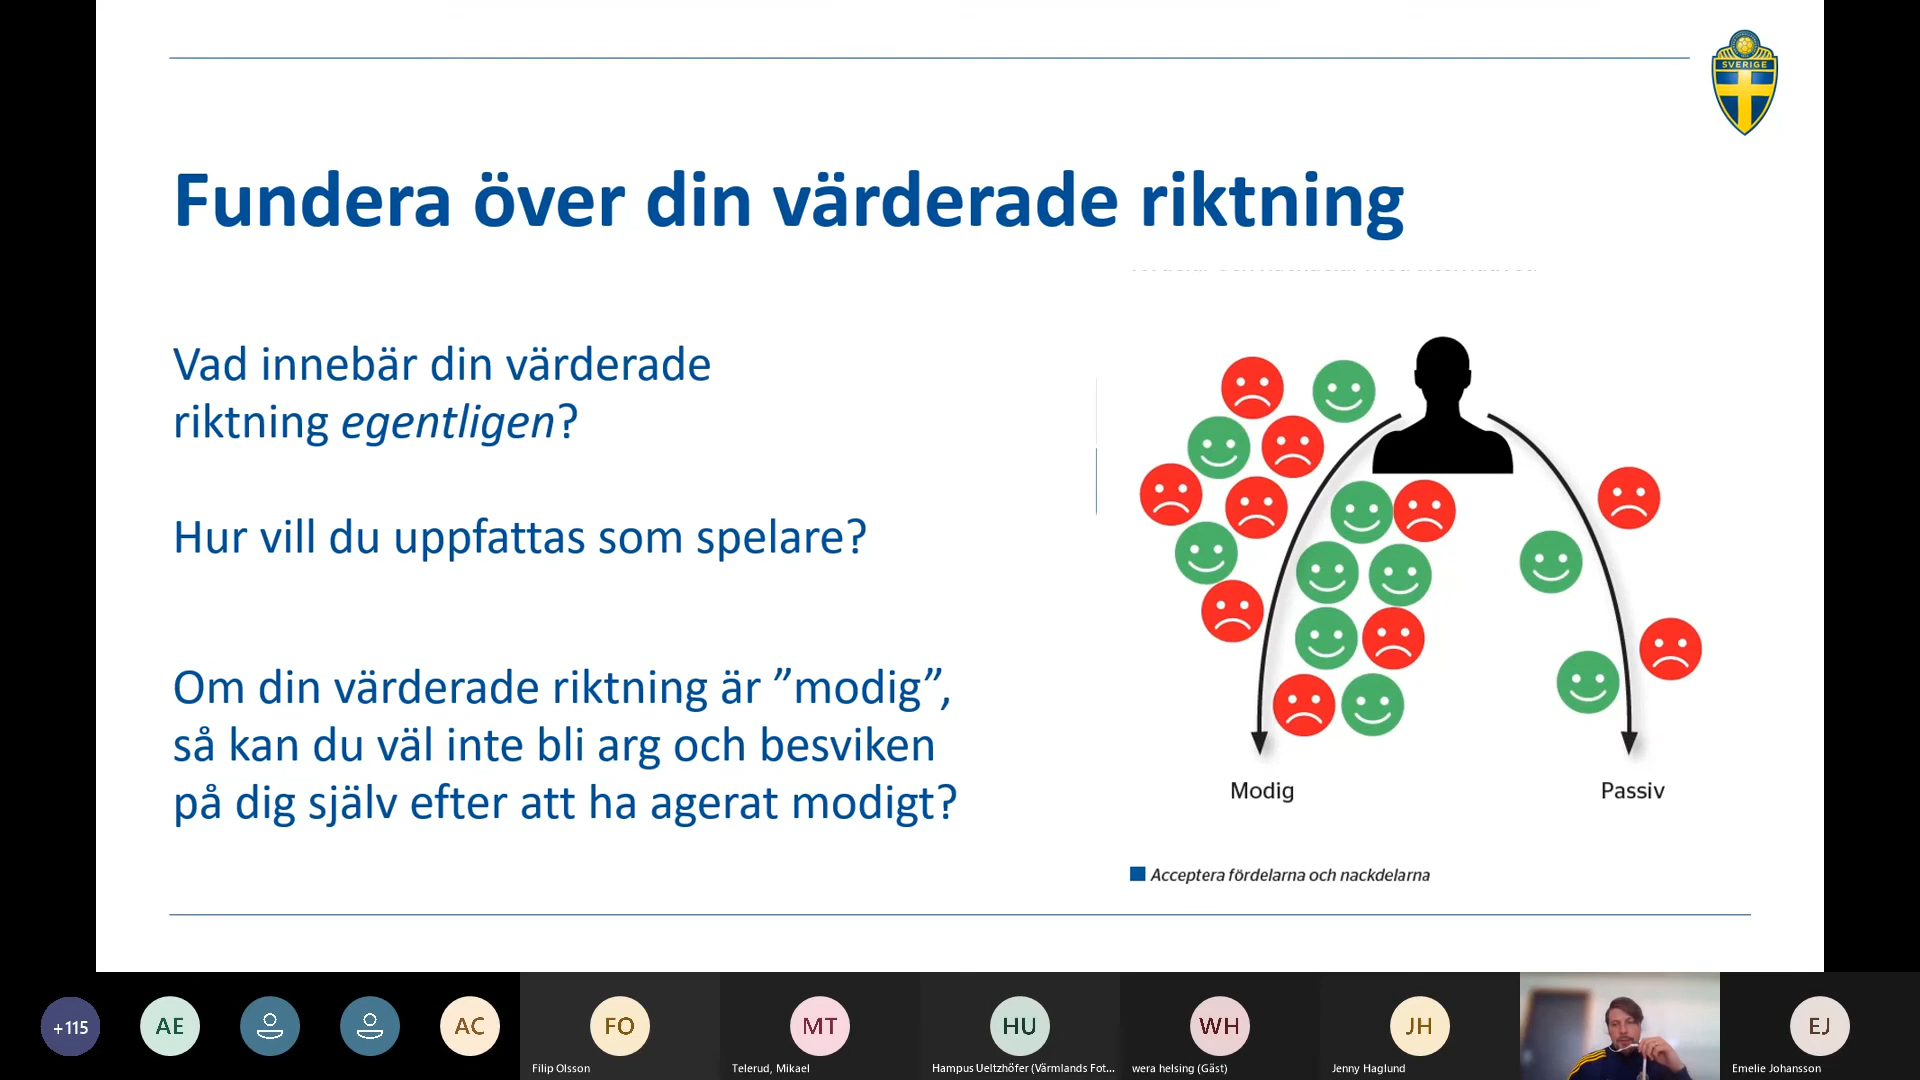 SVERIGE
Fundera över din värderade riktning
Vad innebär din värderade
riktning egentligen?
Hur vill du uppfattas som spelare?
Om din värderade riktning är ”modig”,
så kan du väl inte bli arg och besviken
på dig själv efter att ha agerat modigt?
Modig
Passiv
Acceptera fördelarna och nackdelarna
+115
AE
AC
FO
MT
HU
WH
JH
EJ
Filip Olsson
Telerud, Mikael
Hampus Ueltzhöfer (Värmlands Fot...
wera helsing (Gäst)
Jenny Haglund
Emelie Johansson